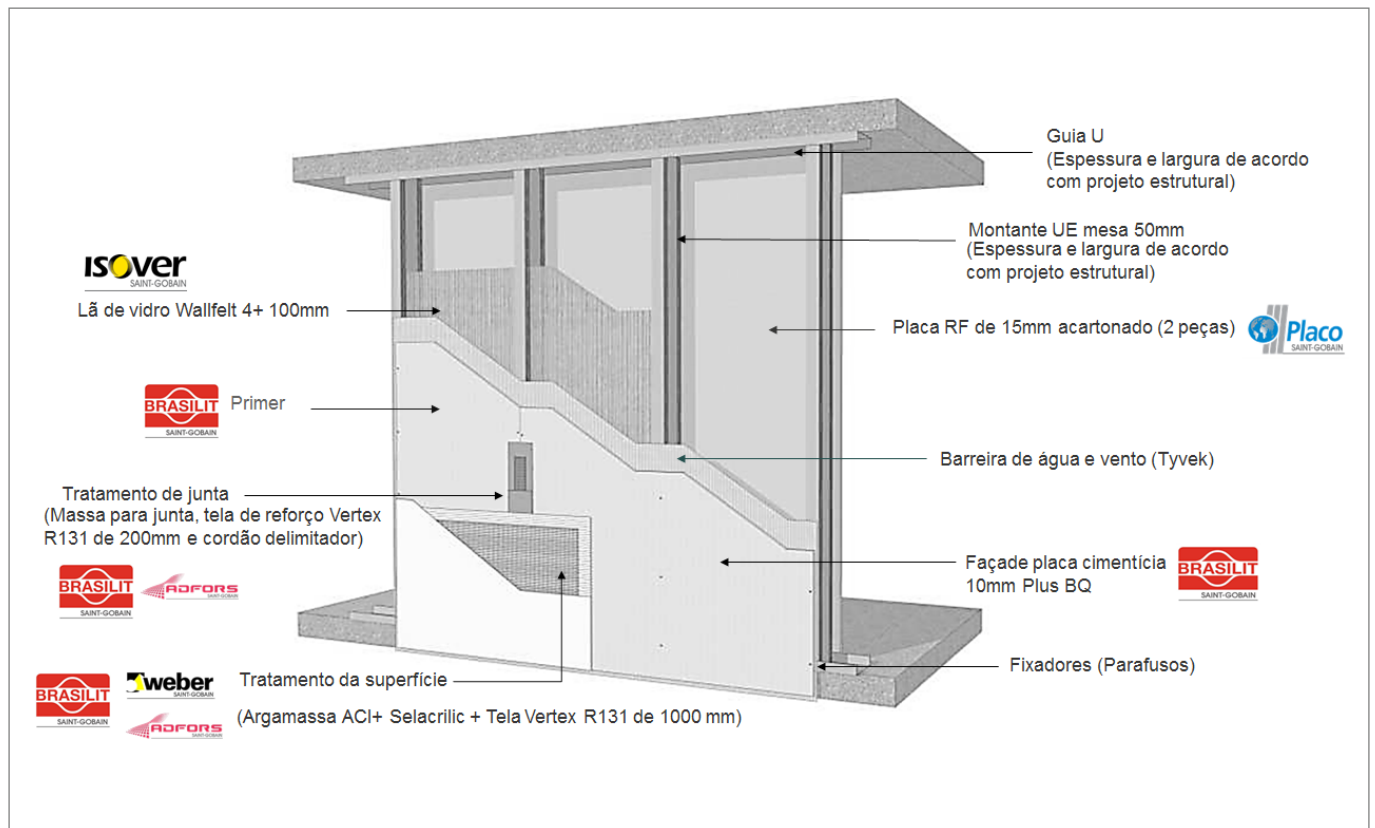 Guia U
(Espessura e largura de acordo
com projeto estrutural)
Montante UE mesa 50mm
(Espessura e largura de acordo
com projeto estrutural)
isover
SAINT-GOBAIN
Lã de vidro Wallfelt 4+ 100mm
Placa RF de 15mm acartonado (2 peças)
Placo
SAINT-GOBAIN
BRASILIT
SAINT-GOBAIN
Primer
Barreira de água e vento (Tyvek)
Tratamento de junta
(Massa para junta, tela de reforço Vertex
R131 de 200mm e cordão delimitador)
BRASILIT
SAINT-GOBAIN
ADFORS
SAINT-GOBAIN
Façade placa cimentícia
10mm Plus BQ
BRASILIT
SAINT-GOBAIN
Fixadores (Parafusos)
BRASILIT
SAINT-GOBAIN
weber
SAINT-GOBAIN
ADFORS
SAINT-GOBAIN
Tratamento da superfície
(Argamassa ACI+ Selacrilic + Tela Vertex R131 de 1000 mm)